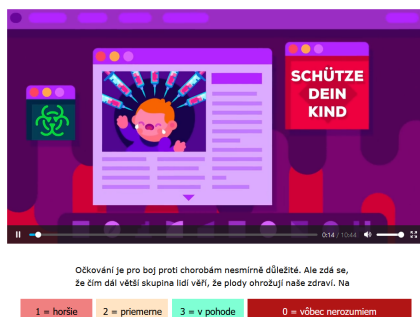 SCHÜTZE
DEIN
KIND
0:14 / 10:44
Očkování je pro boj proti chorobám nesmírně důležité. Ale zdá se,
že čím dál větší skupina lidí věří, že plody ohrožují naše zdraví. Na
1 = horšie
2 = priemerne
3 = v pohode
0 = vôbec nerozumiem